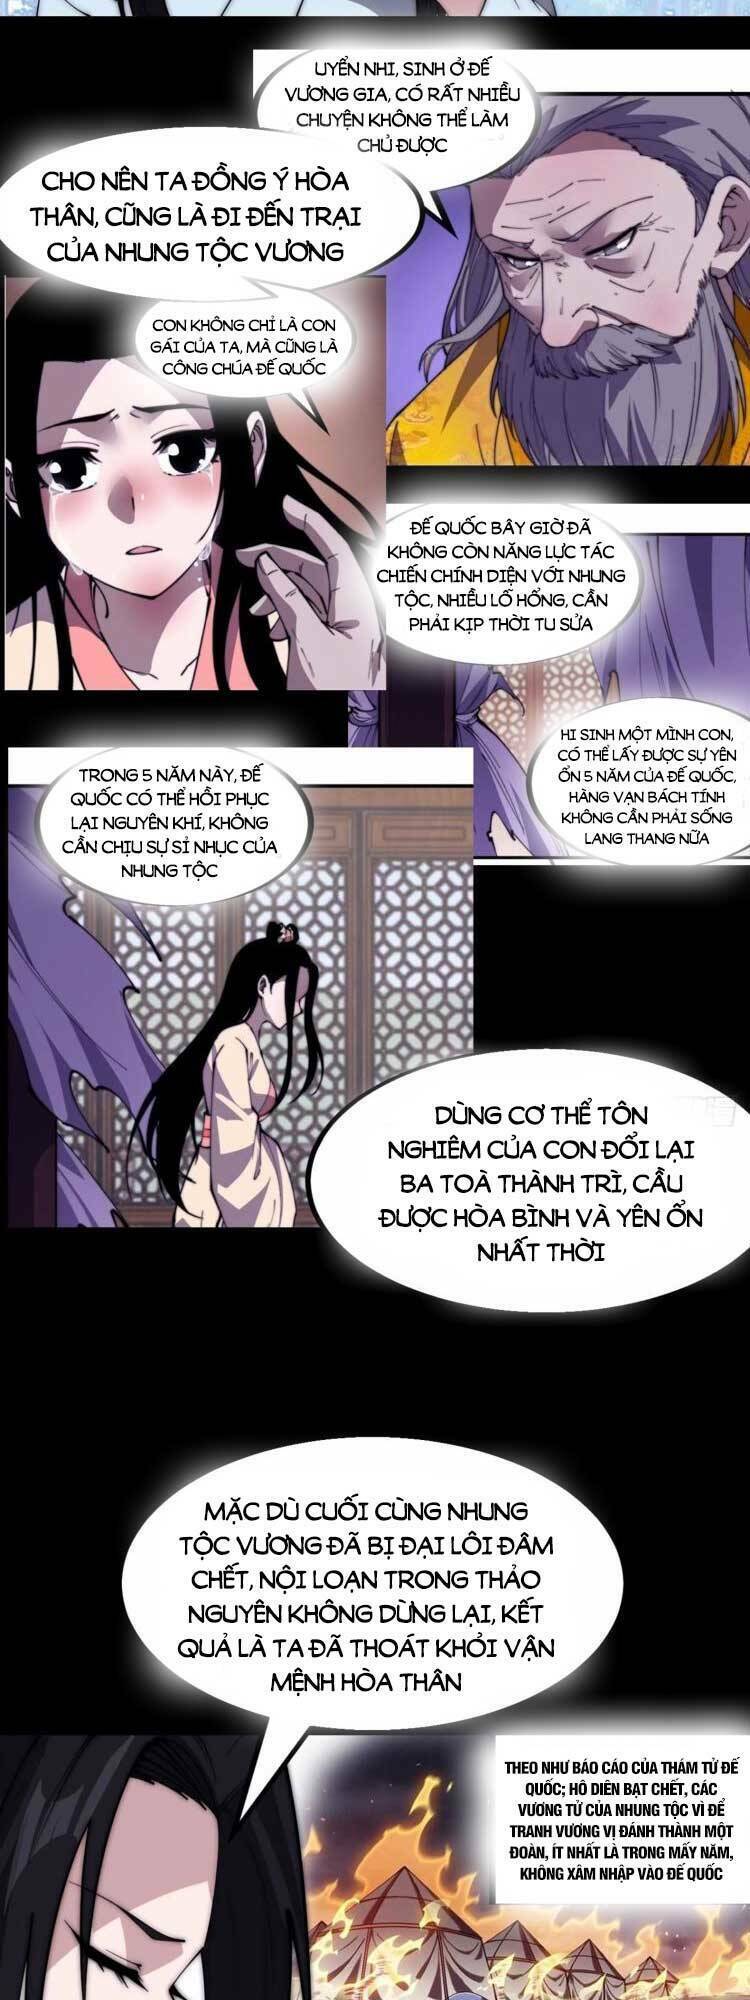 UYỂN NHI, SINH Ở ĐẾ
VƯƠNG GIA, CÓ RẤT NHIỀU
CHUYỆN KHÔNG THỂ LÀM
CHỦ ĐƯỢC
CHO NÊN TA ĐỒNG Ý HÒA
THÂN, CŨNG LÀ ĐI ĐẾN TRẠI
CỦA NHUNG TỘC VƯƠNG
CON KHÔNG CHỈ LÀ CON
GÁI CỦA TA, MÀ CŨNG LÀ
CÔNG CHÚA ĐẾ QUỐC
ĐẾ QUỐC BÂY GIỜ ĐÃ
KHÔNG CÒN NĂNG LỰC TÁC
CHIẾN CHÍNH DIỆN VỚI NHUNG
TỘC, NHIỀU LỖ HỔNG, CẦN
PHẢI KỊP THỜI TU SỬA
HI SINH MỘT MÌNH CON,
CÓ THỂ LẤY ĐƯỢC SỰ YÊN
ỔN 5 NĂM CỦA ĐẾ QUỐC,
HÀNG VẠN BÁCH TÍNH
KHÔNG CẦN PHẢI SỐNG
LANG THANG NỮA
TRONG 5 NĂM NÀY, ĐẾ
QUỐC CÓ THỂ HỒI PHỤC
LẠI NGUYÊN KHÍ, KHÔNG
CẦN CHỊU SỰ SỈ NHỤC CỦA
NHUNG TỘC
DÙNG CƠ THỂ TÔN
NGHIÊM CỦA CON ĐỔI LẠI
BA TOÀ THÀNH TRÌ, CẦU
ĐƯỢC HÒA BÌNH VÀ YÊN ỔN
NHẤT THỜI
MẶC DÙ CUỐI CÙNG NHUNG
TỘC VƯƠNG ĐÃ BỊ ĐẠI LÔI ĐÂM
CHẾT, NỘI LOẠN TRONG THẢO
NGUYÊN KHÔNG DỪNG LẠI, KẾT
QUẢ LÀ TA ĐÃ THOÁT KHỎI VẬN
MỆNH HÒA THÂN
THEO NHƯ BÁO CÁO CỦA THÁM TỬ ĐẾ
QUỐC; HÔ DIÊN BẠT CHẾT, CÁC
VƯƠNG TỬ CỦA NHUNG TỘC VÌ ĐỂ
TRANH VƯƠNG VỊ ĐÁNH THÀNH MỘT
ĐOÀN, ÍT NHẤT LÀ TRONG MẤY NĂM,
KHÔNG XÂM NHẬP VÀO ĐẾ QUỐC